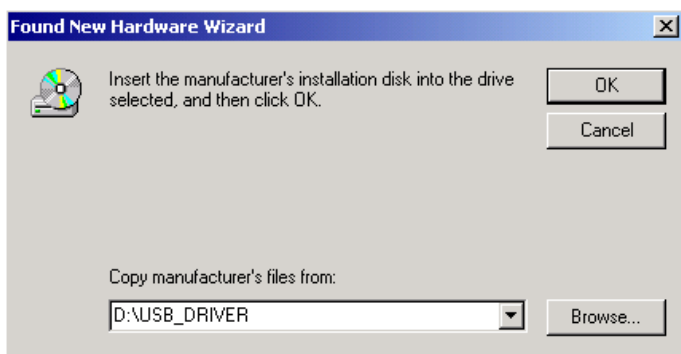 Found New Hardware Wizard
Insert the manufacturer's installation disk into the drive
selected, and then click OK.
OK
Cancel
Copy manufacturer's files from:
D:\USB_DRIVER
Browse...